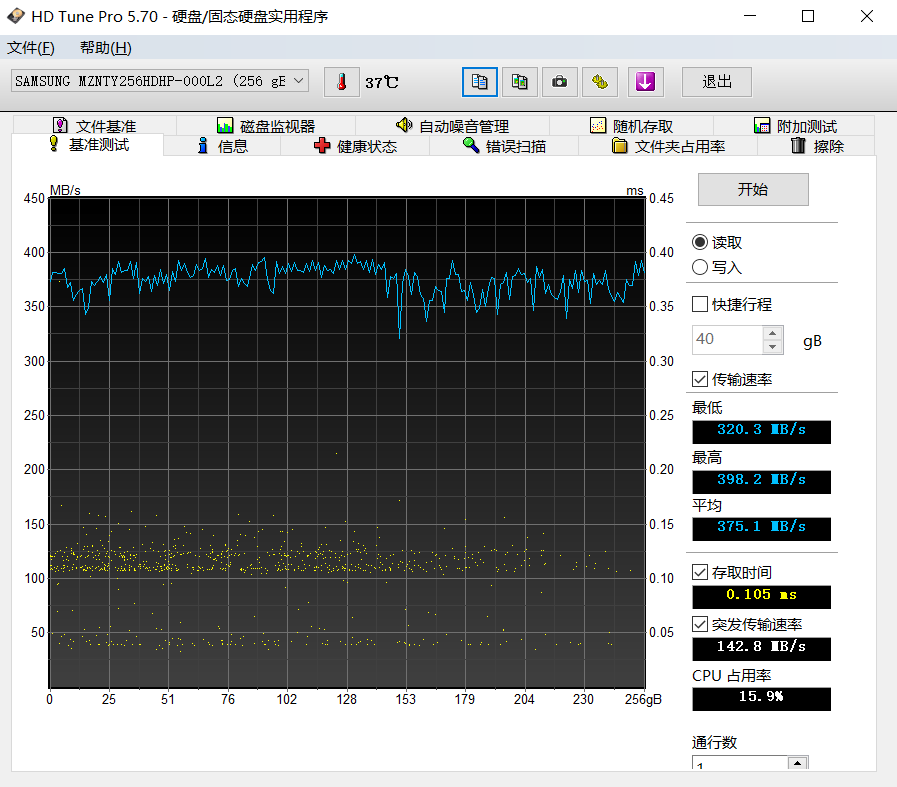 HD Tune Pro 5.70 - 硬盘/固态硬盘实用程序
文件(F) 帮助(H)
SAMSUNG MZNTY256HDHP-000L2 (256 gB 37℃ 退出
文件基准 磁盘监视器 自动噪音管理 随机存取 附加测试
基准测试 信息 健康状态 错误扫描 文件夹占用率 擦除
MB/s ms
450 0.45
400 0.40
350 0.35
300 0.30
250 0.25
200 0.20
150 0.15
100 0.10
50 0.05
0 25 51 76 102 128 153 179 204 230 256gB
开始
读取
写入
快捷行程
40 gB
传输速率
最低
320.3 MB/s
最高
398.2 MB/s
平均
375.1 MB/s
存取时间
0.105 ms
突发传输速率
142.8 MB/s
CPU 占用率
15.9%
通行数
1